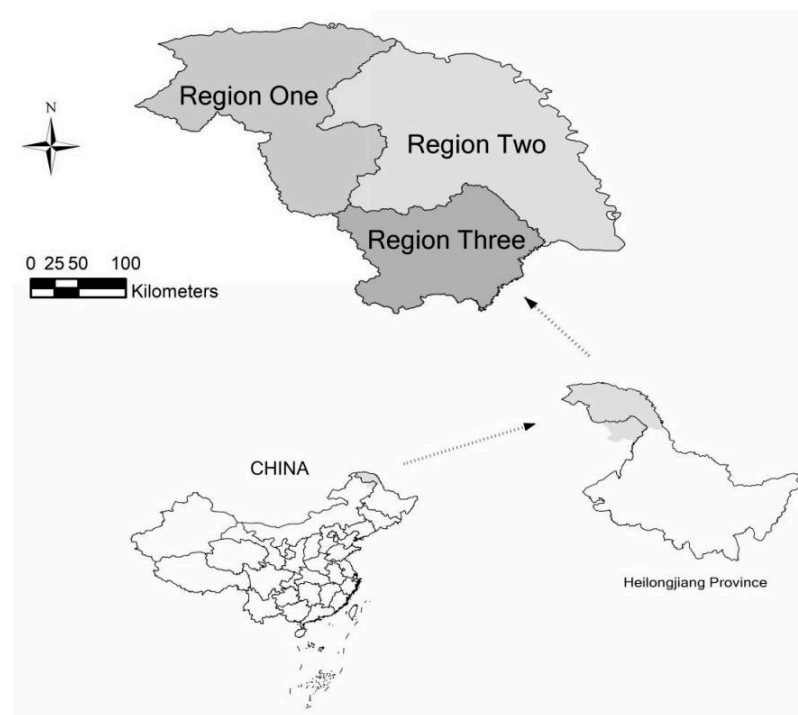 Region One
N
Region Two
Region Three
0 25 50 100
Kilometers
CHINA
Heilongjiang Province